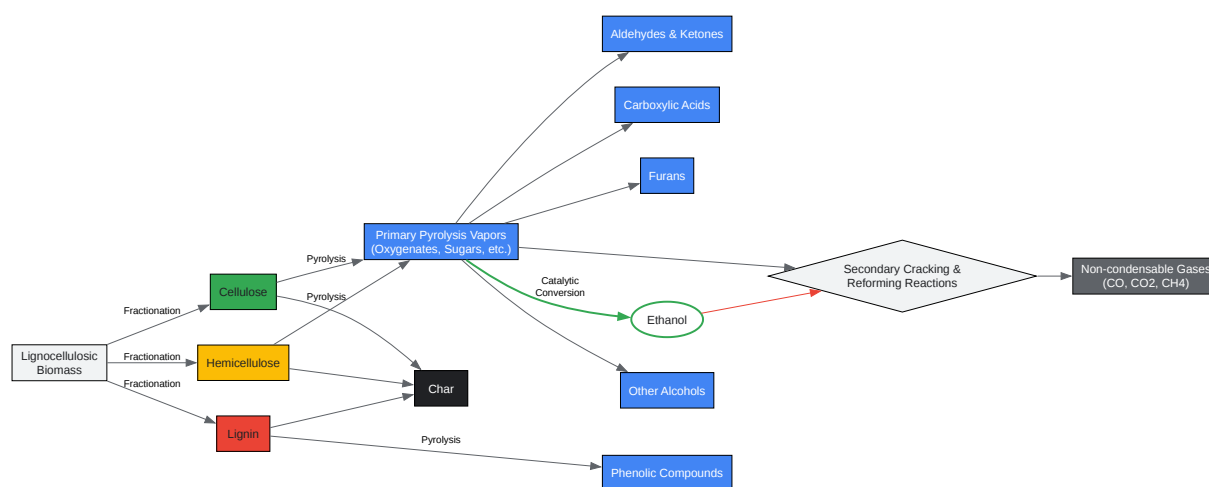 Aldehydes & Ketones
Carboxylic Acids
Furans
Primary Pyrolysis Vapors
(Oxygenates, Sugars, etc.)
Pyrolysis
Secondary Cracking &
Reforming Reactions
Non-condensable Gases
(CO, CO2, CH4)
Cellulose
Pyrolysis
Catalytic
Conversion
Fractionation
Ethanol
Lignocellulosic
Biomass
Fractionation
Hemicellulose
Fractionation
Char
Other Alcohols
Lignin
Pyrolysis
Phenolic Compounds